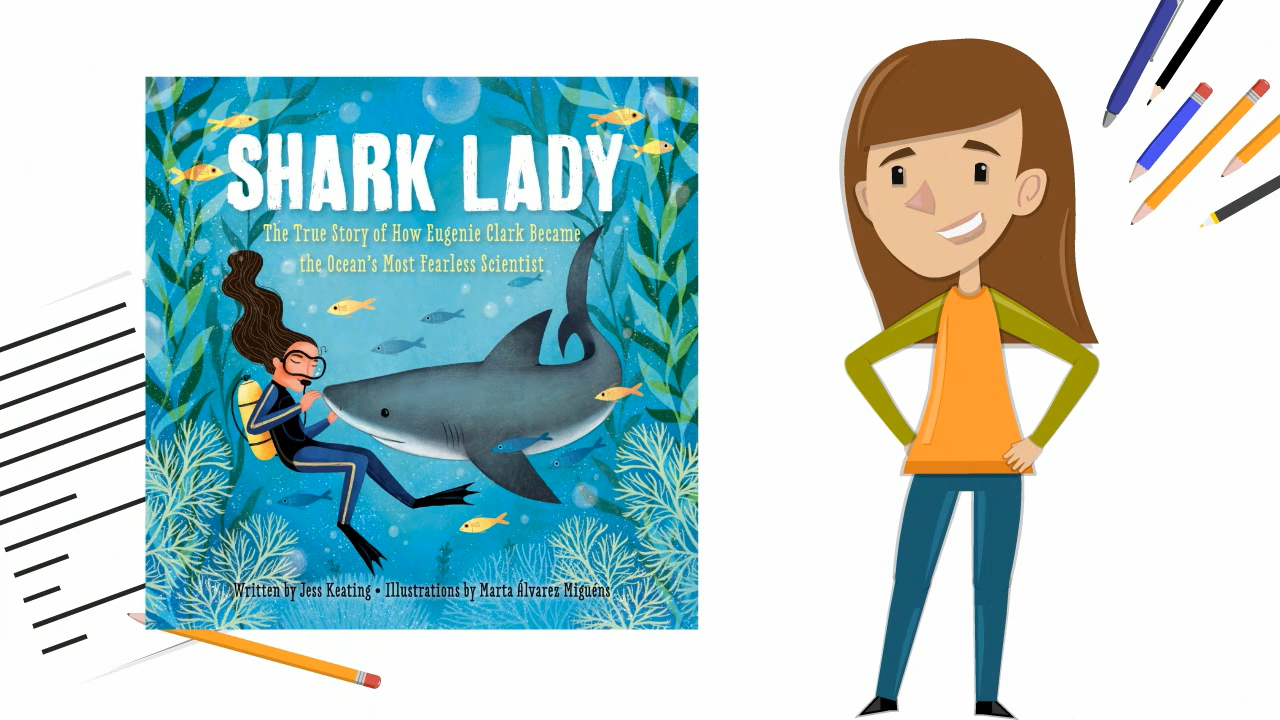 SHARK LADY
The True Story of How Eugenie Clark Became
the Ocean's Most Fearless Scientist
Written by Jess Keating • Illustrations by Marta Álvarez Miguéns